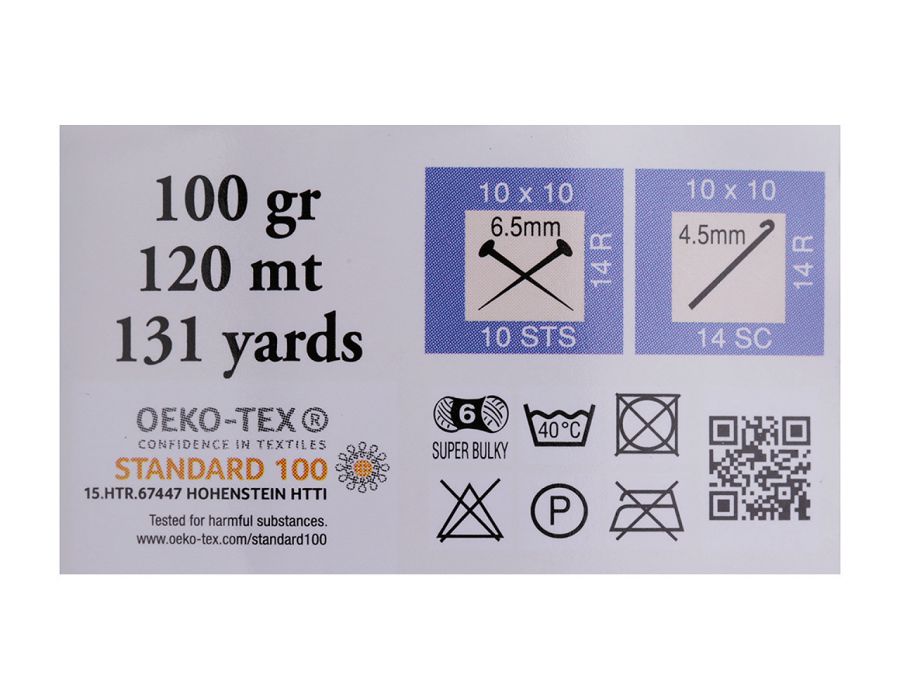 100 gr
120 mt
131 yards
OEKO-TEX®
CONFIDENCE IN TEXTILES
STANDARD 100
15.HTR.67447 HOHENSTEIN HTTI
Tested for harmful substances.
www.oeko-tex.com/standard100
10 x 10
6.5mm
14 R
10 STS
10 x 10
4.5mm
14 R
14 SC
6
SUPER BULKY
40°C
P